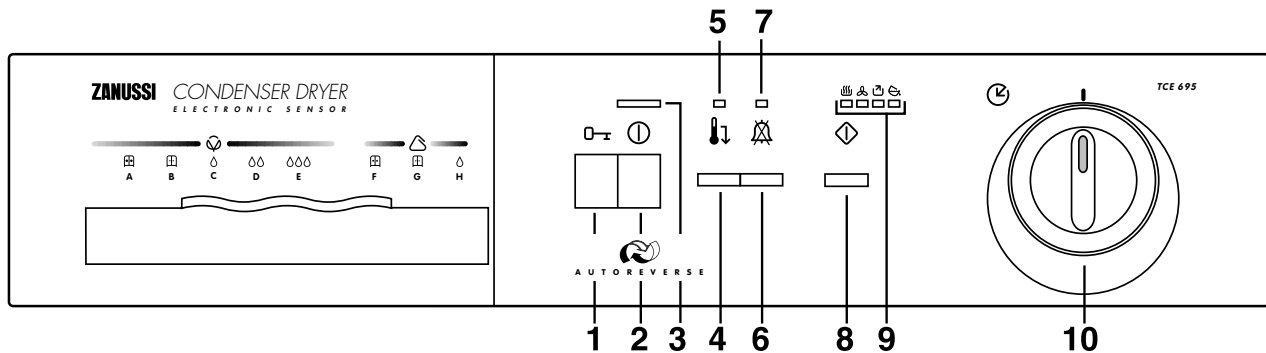 5 7
ZANUSSI CONDENSER DRYER
ELECTRONIC SENSOR
TCE 695
A B C D E F G H
AUTOREVERSE
1 2 3 4 6 8 9 10